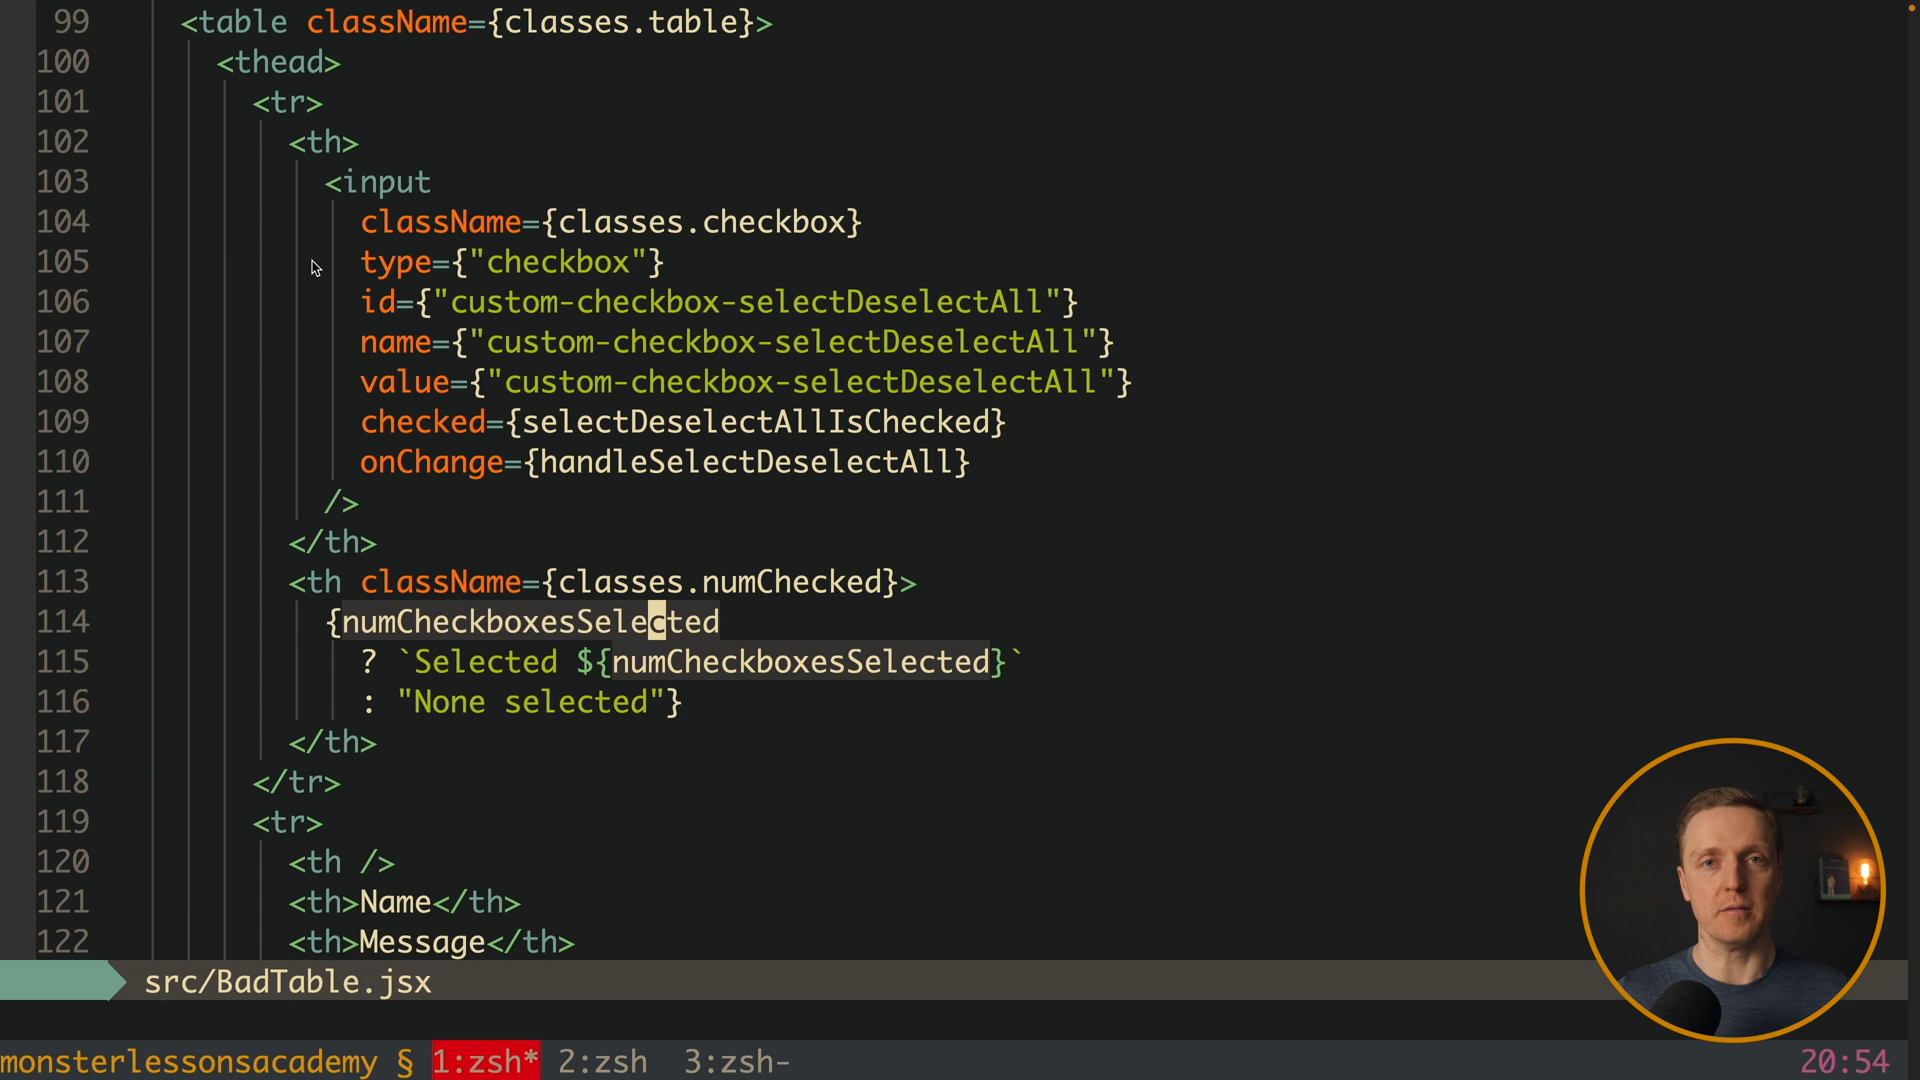 99 <table className={classes.table}>
100 <thead>
101 <tr>
102 <th>
103 <input
104 className={classes.checkbox}
105 type={"checkbox"}
106 id={"custom-checkbox-selectDeselectAll"}
107 name={"custom-checkbox-selectDeselectAll"}
108 value={"custom-checkbox-selectDeselectAll"}
109 checked={selectDeselectAllIsChecked}
110 onChange={handleSelectDeselectAll}
111 />
112 </th>
113 <th className={classes.numChecked}>
114 {numCheckboxesSelected
115 ? `Selected ${numCheckboxesSelected}`
116 : "None selected"}
117 </th>
118 </tr>
119 <tr>
120 <th />
121 <th>Name</th>
122 <th>Message</th>
src/BadTable.jsx
monsterlessonsacademy § 1:zsh* 2:zsh 3:zsh- 20:54